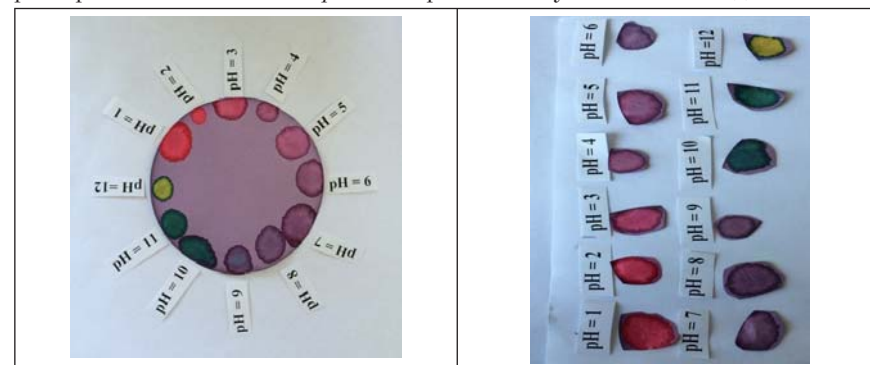 pH = 1
pH = 2
pH = 3
pH = 4
pH = 5
pH = 6
pH = 7
pH = 8
pH = 9
pH = 10
pH = 11
pH =12
pH = 1
pH = 2
pH = 3
pH = 4
pH = 5
pH = 6
pH = 7
pH = 8
pH = 9
pH = 10
pH = 11
pH =12